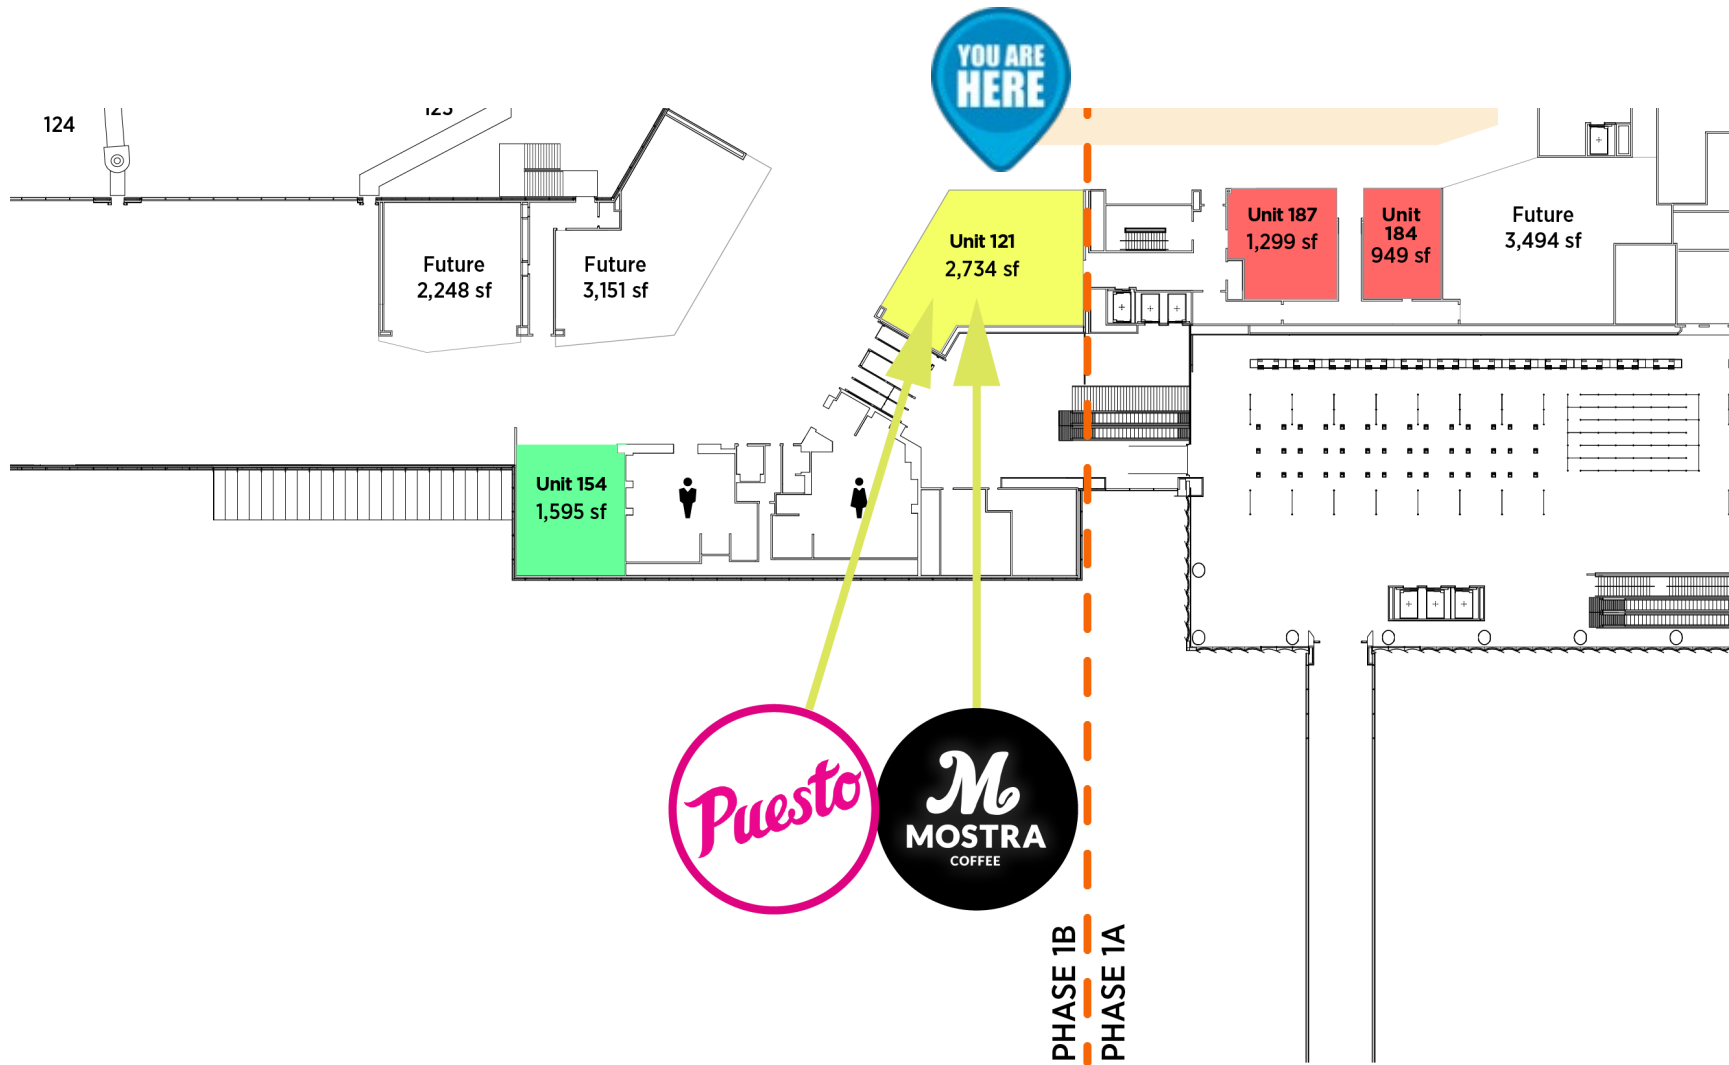 YOU ARE
HERE
124
Unit 121
2,734 sf
Unit 187
1,299 sf
Unit
184
949 sf
Future
3,494 sf
Future
2,248 sf
Future
3,151 sf
Unit 154
1,595 sf
Puesto
M
MOSTRA
COFFEE
PHASE 1B
PHASE 1A